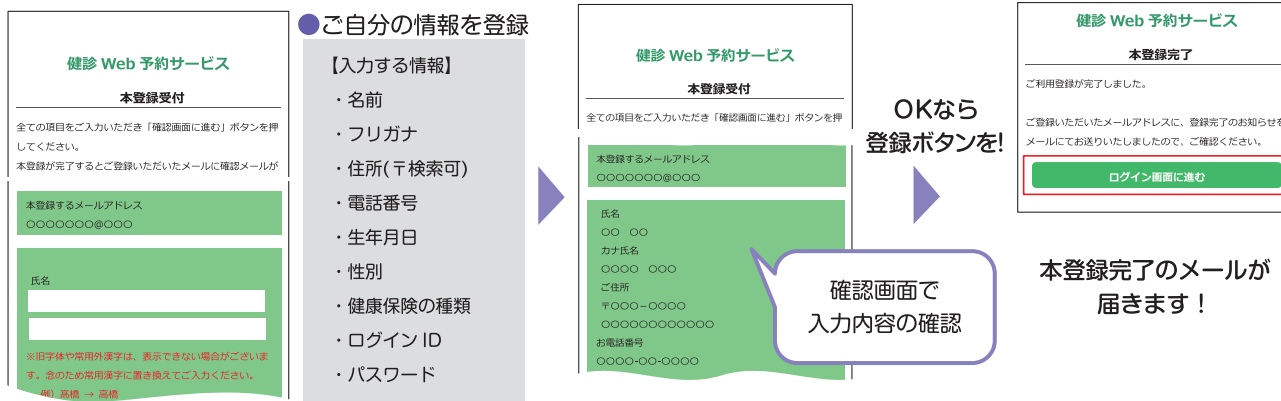 健診 Web 予約サービス
本登録受付
全ての項目をご入力いただき「確認画面に進む」ボタンを押
してください。
本登録が完了するとご登録いただいたメールに確認メールが
本登録するメールアドレス
○○○○○○○@○○○
氏名
※旧字体や常用外漢字は、表示できない場合がございま
す。念のため常用漢字に置き換えてご入力ください。
例）髙橋 → 高橋
●ご自分の情報を登録
【入力する情報】
・名前
・フリガナ
・住所(〒検索可)
・電話番号
・生年月日
・性別
・健康保険の種類
・ログイン ID
・パスワード
健診 Web 予約サービス
本登録受付
全ての項目をご入力いただき「確認画面に進む」ボタンを押
本登録するメールアドレス
○○○○○○○@○○○
氏名
○○ ○○
カナ氏名
○○○○ ○○○
ご住所
〒○○○−○○○○
○○○○○○○○○○○○
お電話番号
○○○○-○○-○○○○
確認画面で
入力内容の確認
OKなら
登録ボタンを!
健診 Web 予約サービス
本登録完了
ご利用登録が完了しました。
ご登録いただいたメールアドレスに、登録完了のお知らせを
メールにてお送りいたしましたので、ご確認ください。
ログイン画面に進む
本登録完了のメールが
届きます！